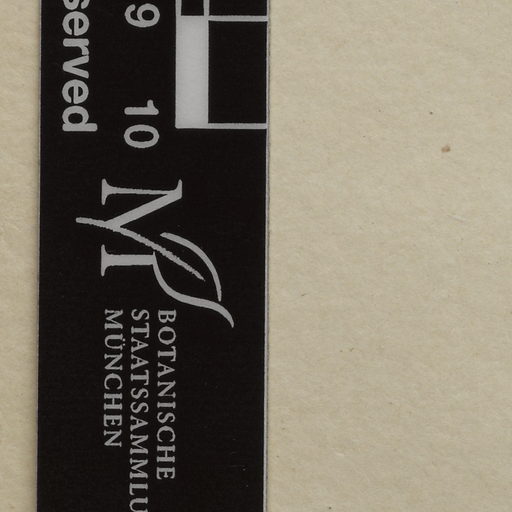 served
9 10
BOTANISCHE
STAATSSAMMLU
MÜNCHEN